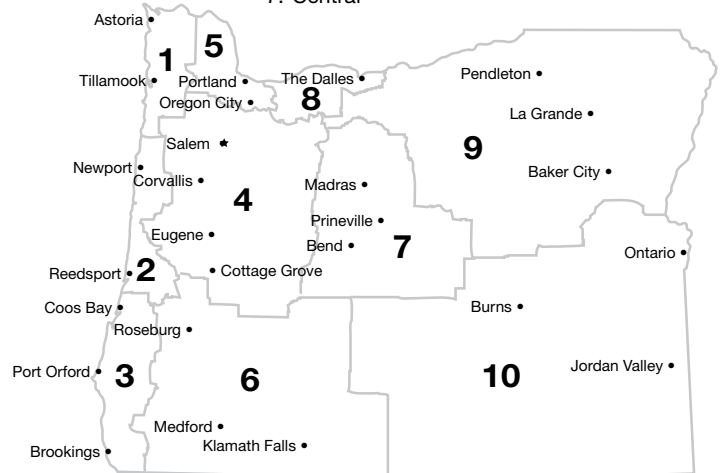 7. Central
Astoria
5
1
Tillamook
Portland
The Dalles
Pendleton
Oregon City
8
La Grande
Salem
9
Newport
Corvallis
Madras
Baker City
4
Prineville
Eugene
Bend
7
Ontario
Reedsport
2
Cottage Grove
Coos Bay
Burns
Roseburg
Port Orford
3
6
10
Jordan Valley
Medford
Klamath Falls
Brookings